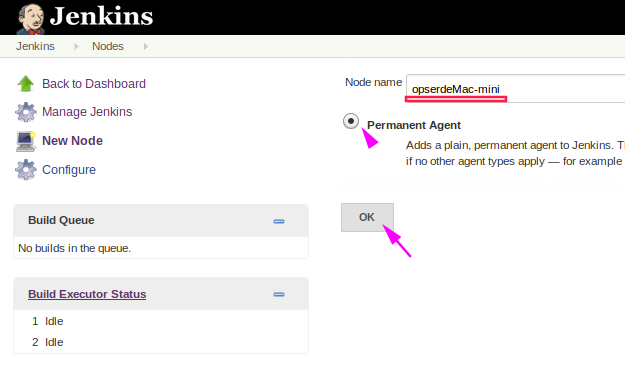 Jenkins
Jenkins Nodes
Back to Dashboard
Manage Jenkins
New Node
Configure
Build Queue
No builds in the queue.
Build Executor Status
1 Idle
2 Idle
Node name opserdeMac-mini
Permanent Agent
Adds a plain, permanent agent to Jenkins.
if no other agent types apply — for example
OK